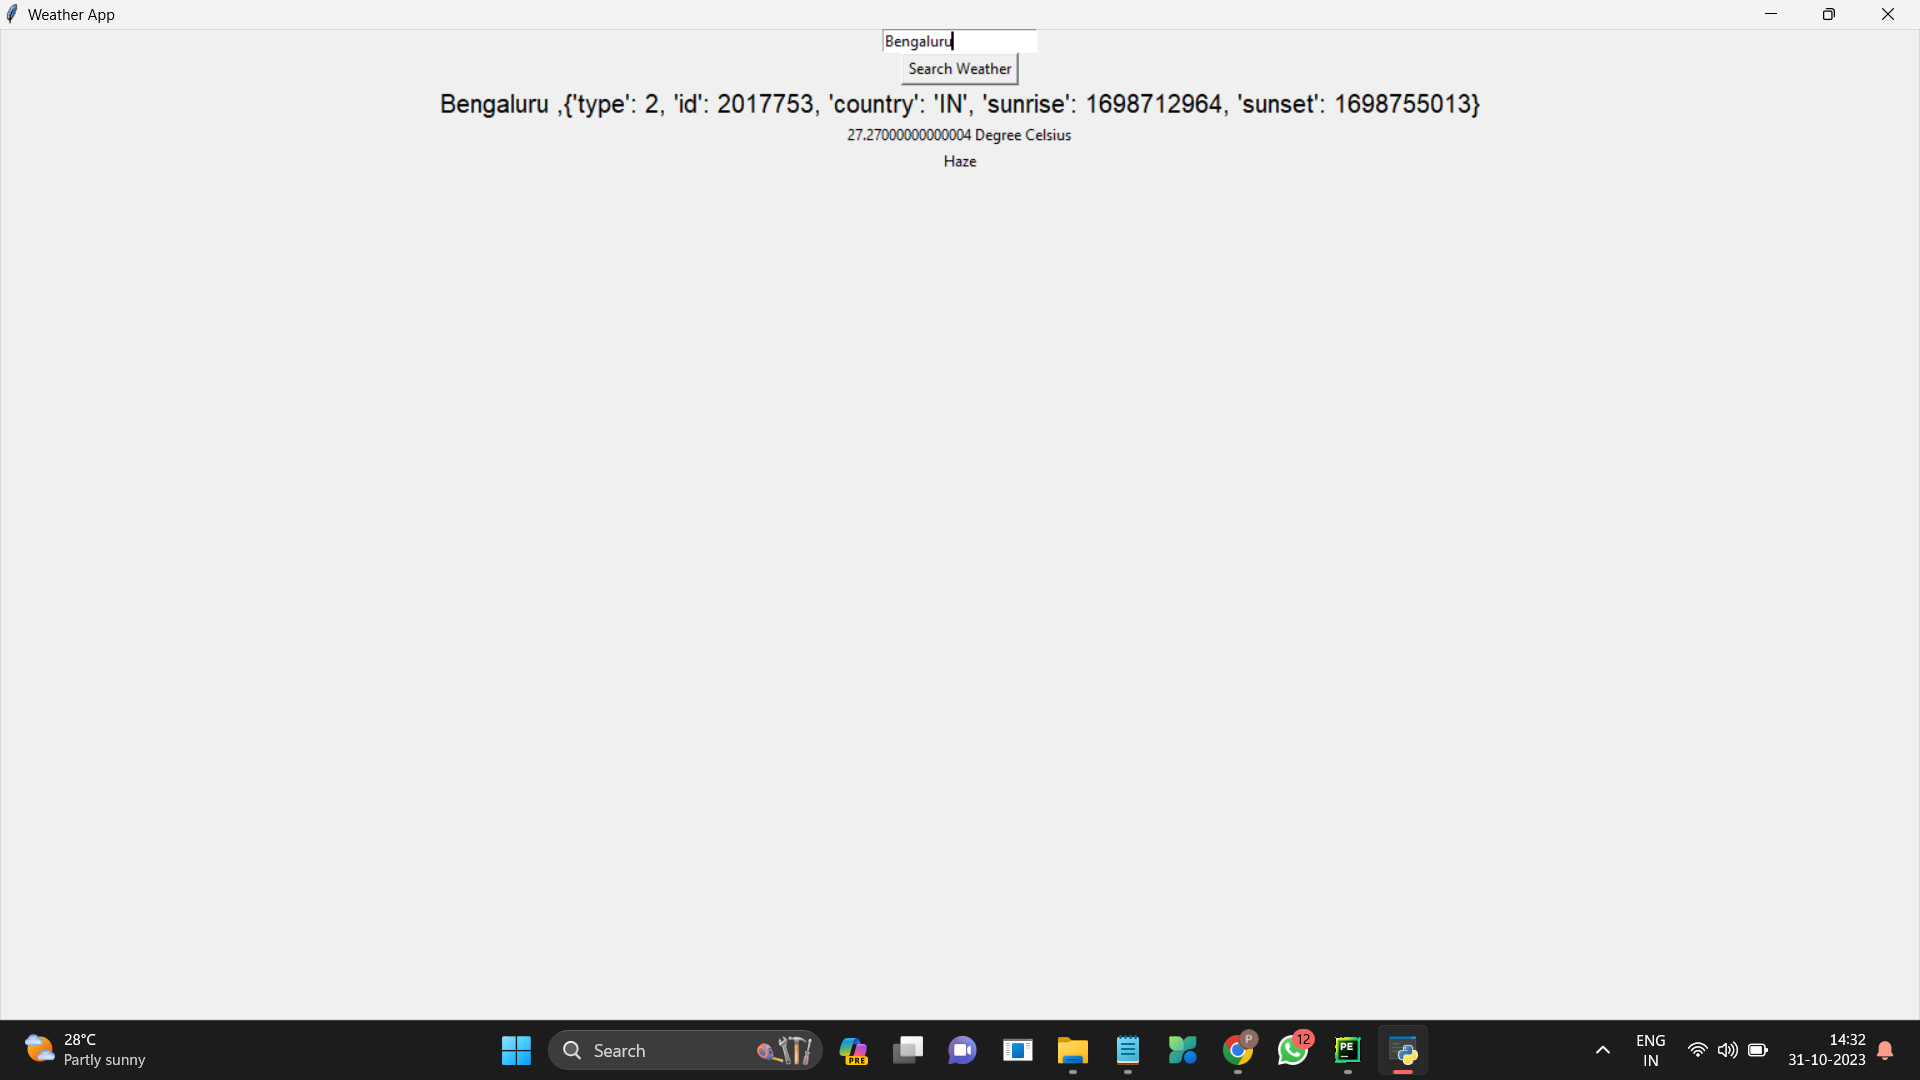 Weather App
Bengaluru
Search Weather
Bengaluru ,{'type': 2, 'id': 2017753, 'country': 'IN', 'sunrise': 1698712964, 'sunset': 1698755013}
27.27000000000004 Degree Celsius
Haze
28°C
Partly sunny
Search
PRE
P
12
PE
ENG
IN
14:32
31-10-2023